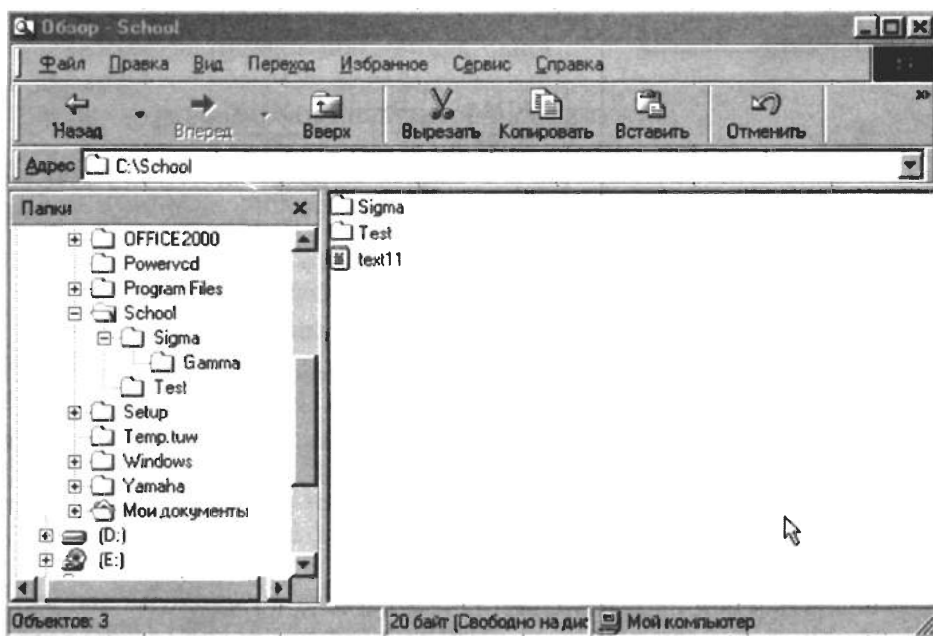 Обзор - School
Файл Правка Вид Переход Избранное Сервис Справка
Назад Вперед Вверх Вырезать Копировать Вставить Отменить
Адрес C:\School
Папки
OFFICE2000
Powervcd
Program Files
School
Sigma
Gamma
Test
Setup
Temp.tuw
Windows
Yamaha
Мои документы
(D:)
(E:)
Sigma
Test
text11
Объектов: 3 20 байт (Свободно на дис Мой компьютер